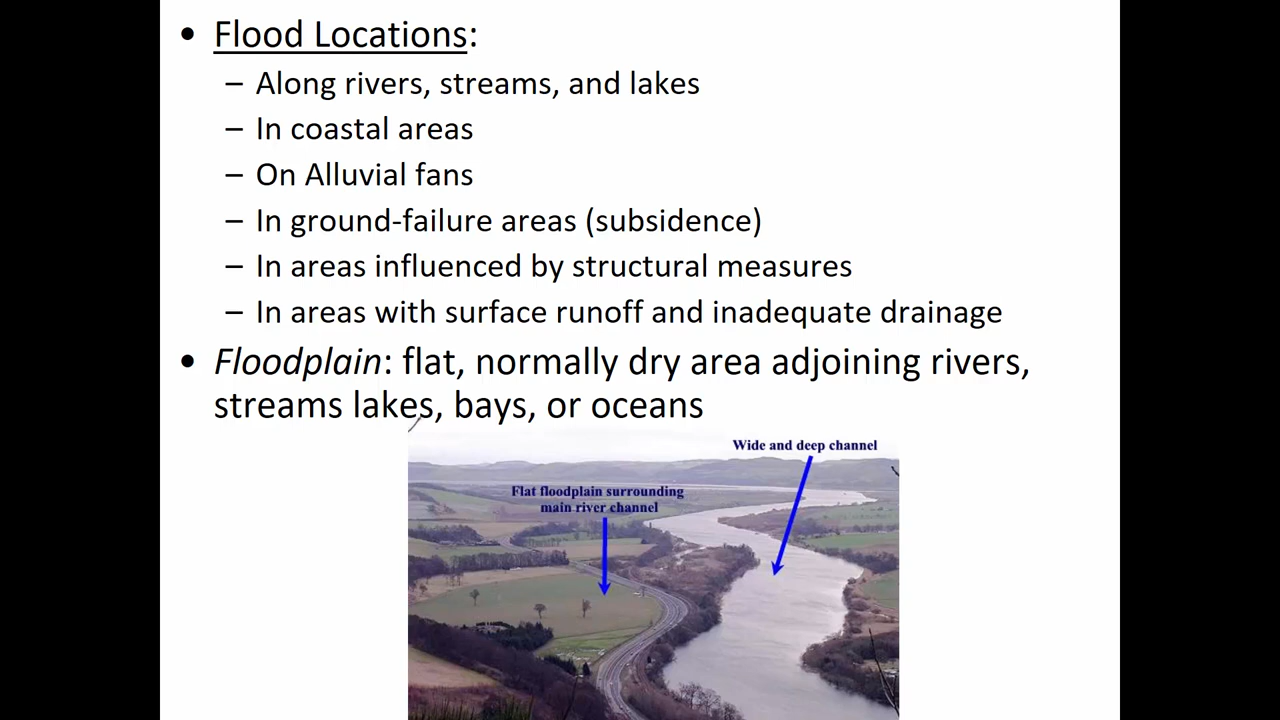 • Flood Locations:
– Along rivers, streams, and lakes
– In coastal areas
– On Alluvial fans
– In ground-failure areas (subsidence)
– In areas influenced by structural measures
– In areas with surface runoff and inadequate drainage
• Floodplain: flat, normally dry area adjoining rivers,
streams lakes, bays, or oceans
Wide and deep channel
Flat floodplain surrounding
main river channel